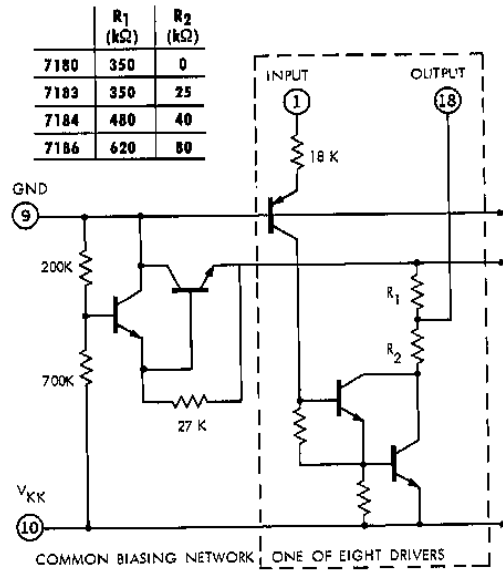 R1 R2
(kΩ) (kΩ)
7180 350 0
7183 350 25
7184 480 40
7186 620 80
INPUT OUTPUT
1 18
18 K
GND
9
200K
R1
R2
700K
27 K
VKK
10
COMMON BIASING NETWORK ONE OF EIGHT DRIVERS